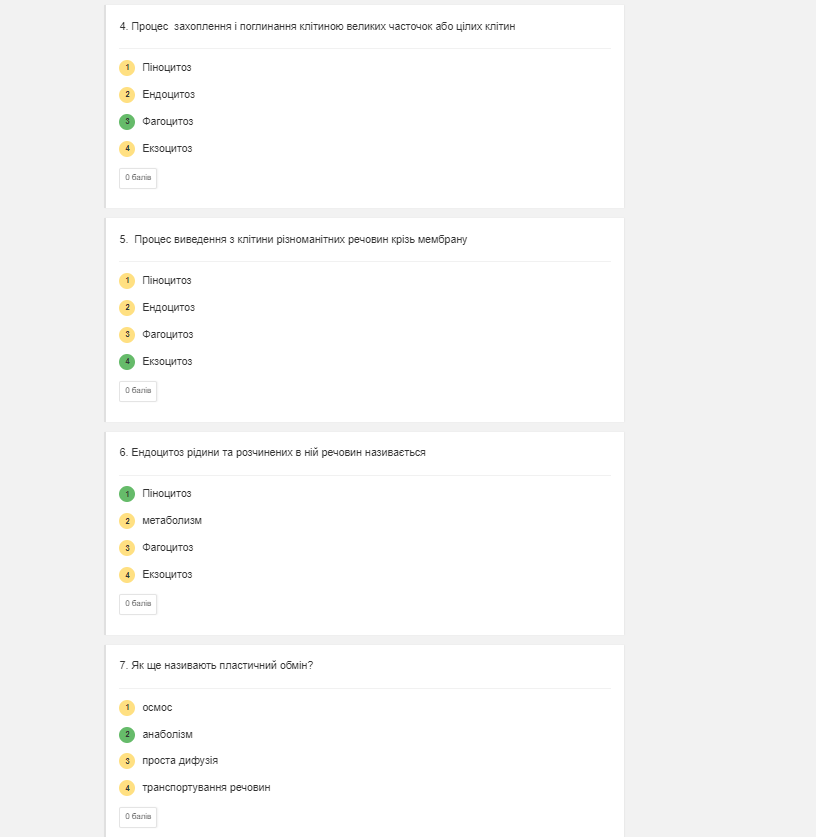 4. Процес  захоплення і поглинання клітиною великих часточок або цілих клітин
1 Піноцитоз
2 Ендоцитоз
3 Фагоцитоз
4 Екзоцитоз
0 балів
5.  Процес виведення з клітини різноманітних речовин крізь мембрану
1 Піноцитоз
2 Ендоцитоз
3 Фагоцитоз
4 Екзоцитоз
0 балів
6. Ендоцитоз рідини та розчинених в ній речовин називається
1 Піноцитоз
2 метаболизм
3 Фагоцитоз
4 Екзоцитоз
0 балів
7. Як ще називають пластичний обмін?
1 осмос
2 анаболізм
3 проста дифузія
4 транспортування речовин
0 балів